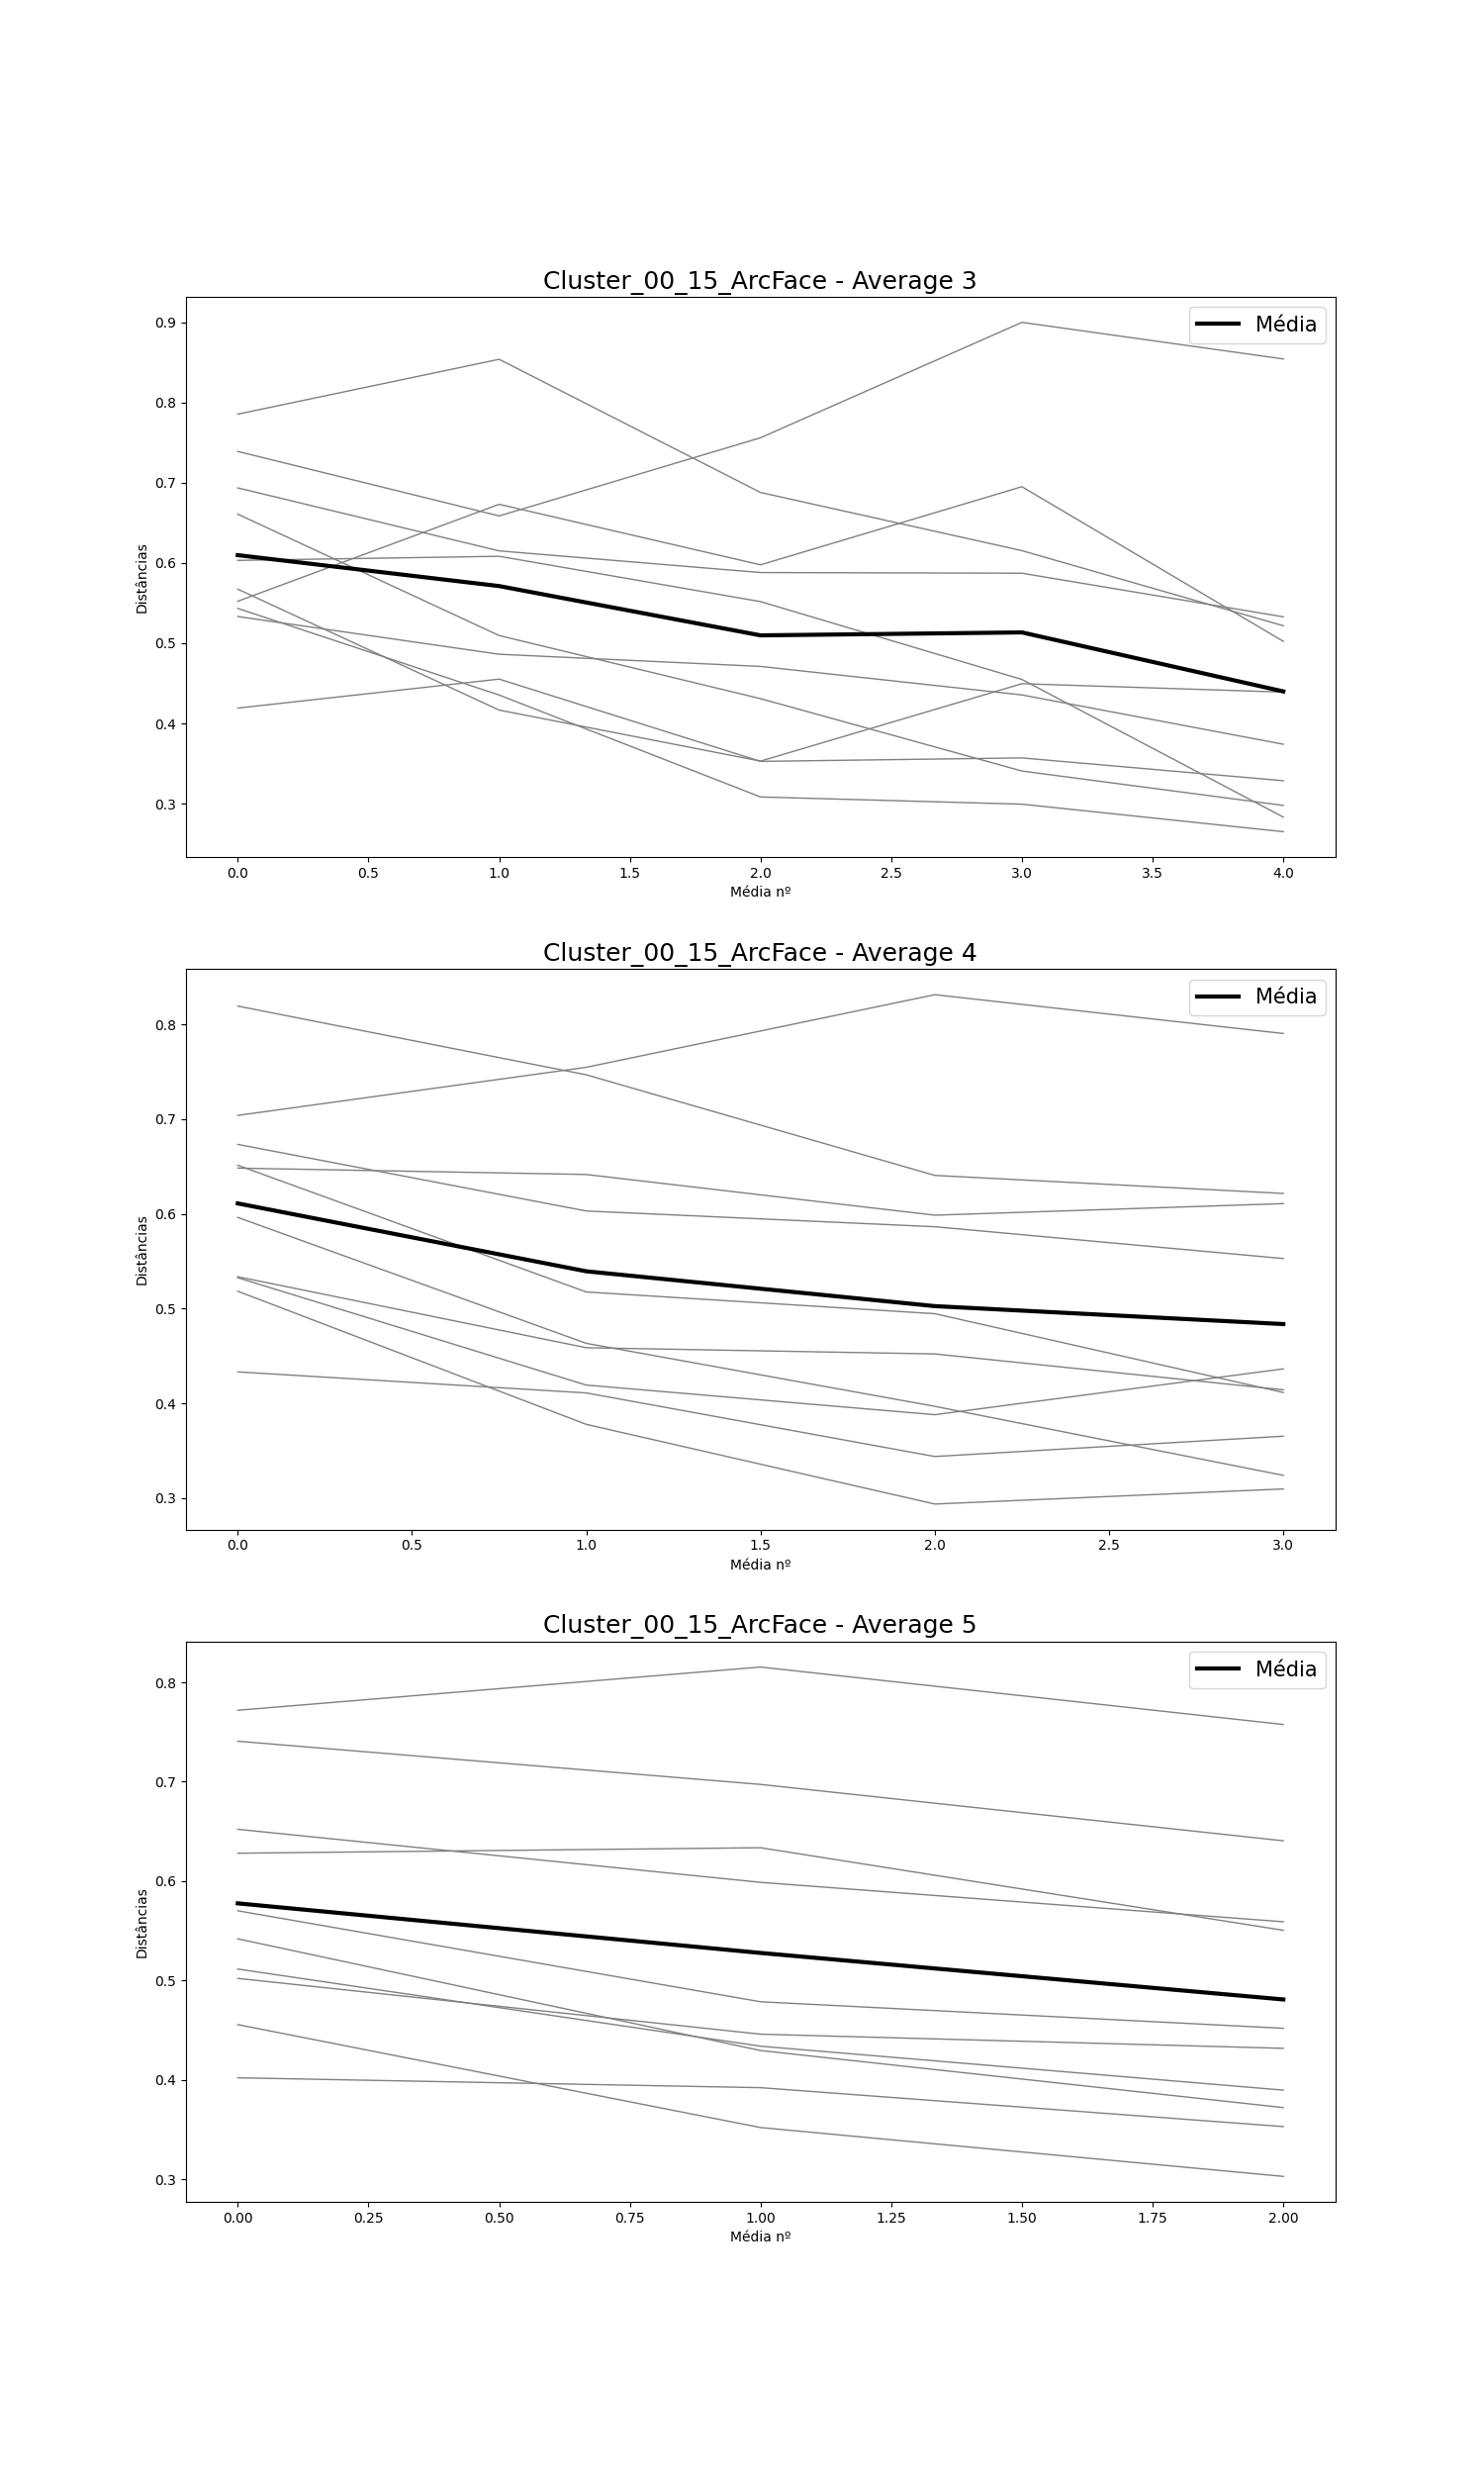 Cluster_00_15_ArcFace - Average 3
Média
0.9
0.8
0.7
0.6
0.5
0.4
0.3
Distâncias
0.0 0.5 1.0 1.5 2.0 2.5 3.0 3.5 4.0
Média nº
Cluster_00_15_ArcFace - Average 4
Média
0.8
0.7
0.6
0.5
0.4
0.3
Distâncias
0.0 0.5 1.0 1.5 2.0 2.5 3.0
Média nº
Cluster_00_15_ArcFace - Average 5
Média
0.8
0.7
0.6
0.5
0.4
0.3
Distâncias
0.00 0.25 0.50 0.75 1.00 1.25 1.50 1.75 2.00
Média nº